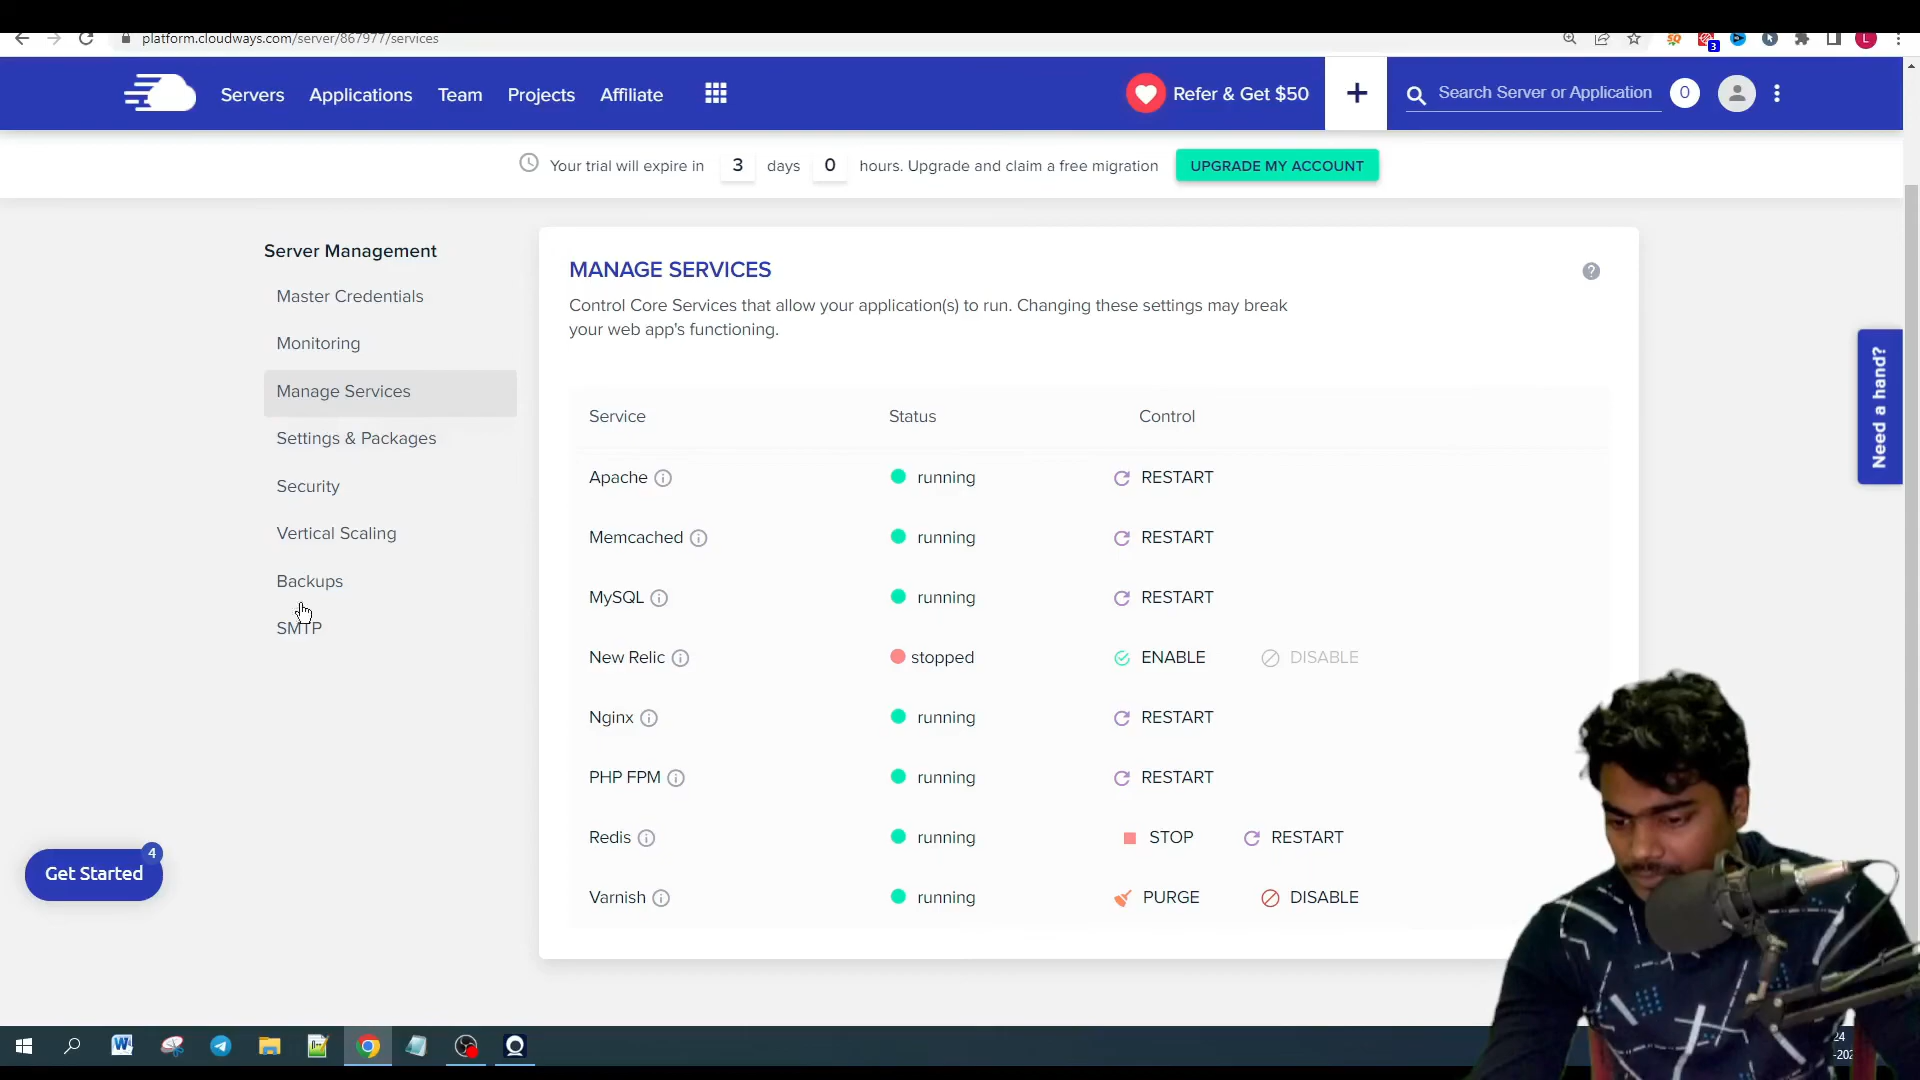 platform.cloudways.com/server/867977/services
3
L
Servers Applications Team Projects Affiliate
Refer & Get $50
+
Search Server or Application
0
Your trial will expire in 3 days 0 hours. Upgrade and claim a free migration
UPGRADE MY ACCOUNT
Server Management
Master Credentials
Monitoring
Manage Services
Settings & Packages
Security
Vertical Scaling
Backups
SMTP
MANAGE SERVICES
?
Control Core Services that allow your application(s) to run. Changing these settings may break
your web app's functioning.
Service Status Control
Apache running RESTART
Memcached running RESTART
MySQL running RESTART
New Relic stopped ENABLE DISABLE
Nginx running RESTART
PHP FPM running RESTART
Redis running STOP RESTART
Varnish running PURGE DISABLE
Need a hand?
Get Started
4
24
-202